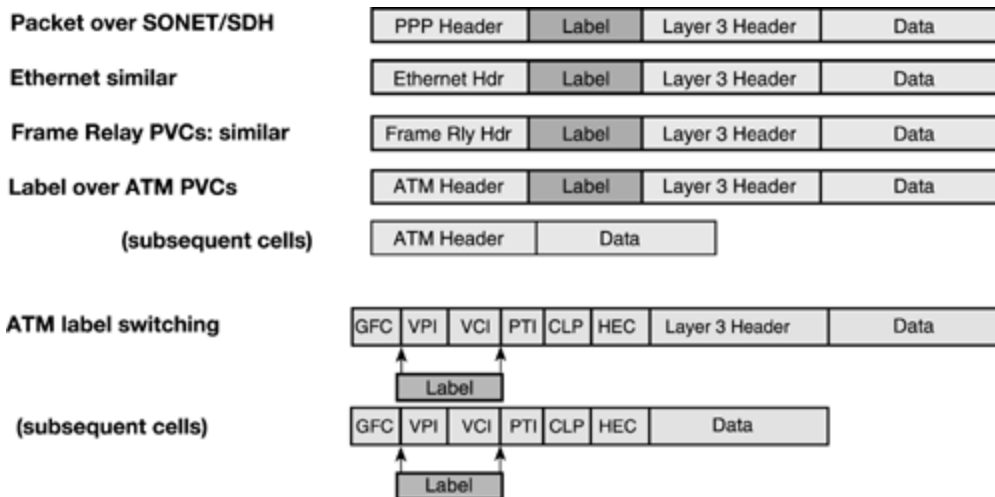 Packet over SONET/SDH PPP Header Label Layer 3 Header Data
Ethernet similar Ethernet Hdr Label Layer 3 Header Data
Frame Relay PVCs: similar Frame Rly Hdr Label Layer 3 Header Data
Label over ATM PVCs ATM Header Label Layer 3 Header Data
(subsequent cells) ATM Header Data
ATM label switching GFC VPI VCI PTI CLP HEC Layer 3 Header Data
Label
(subsequent cells) GFC VPI VCI PTI CLP HEC Data
Label